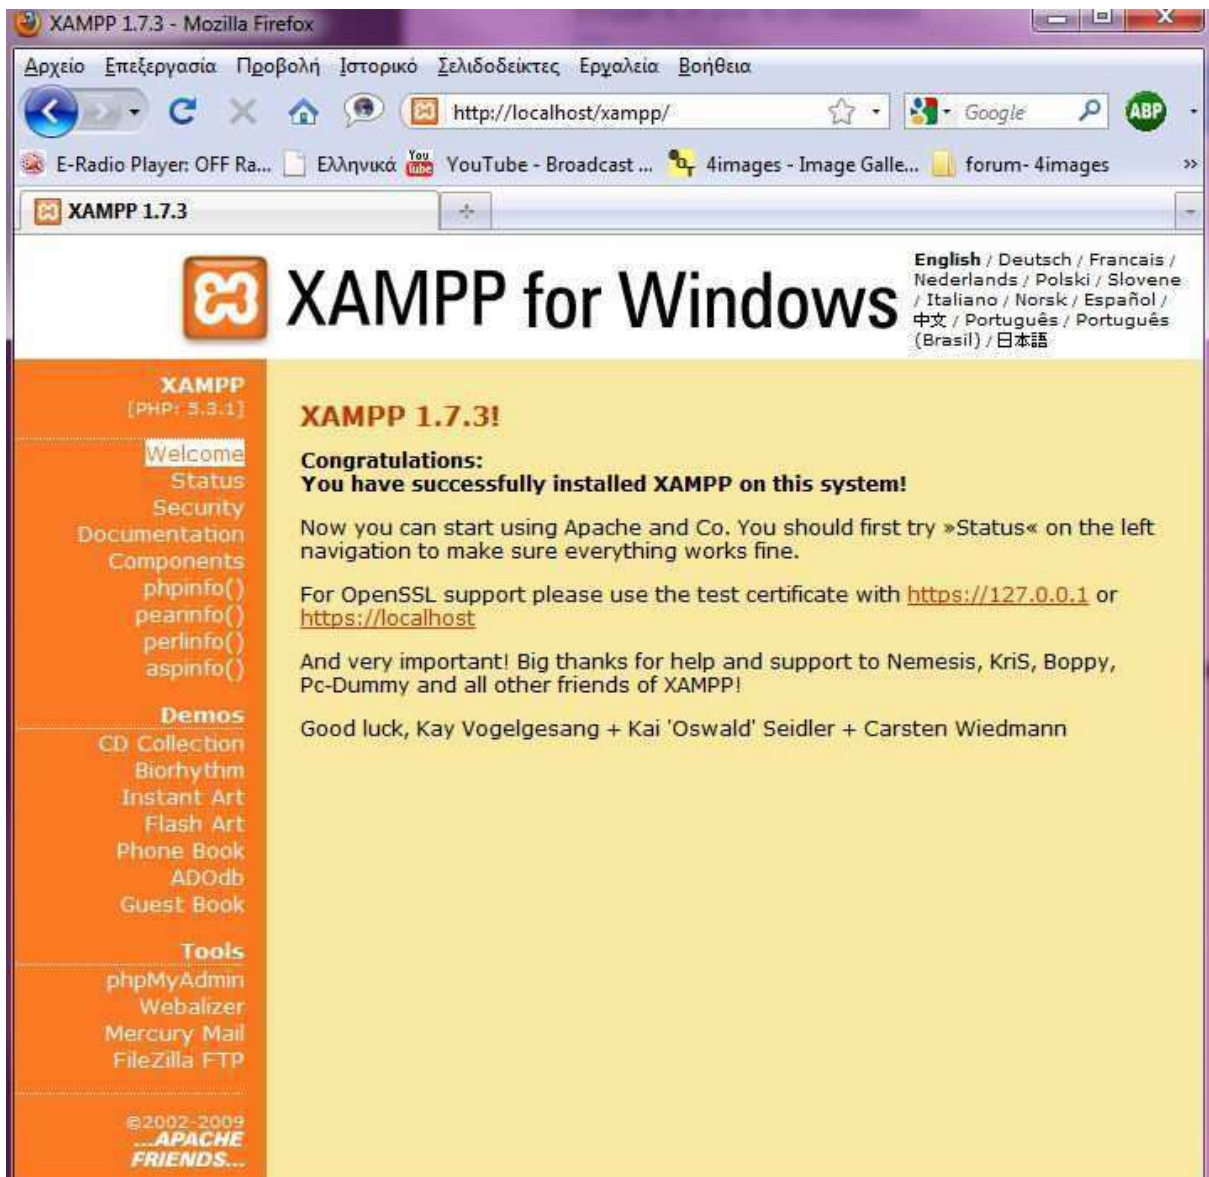 XAMPP 1.7.3 - Mozilla Firefox
Αρχείο Επεξεργασία Προβολή Ιστορικό Σελιδοδείκτες Εργαλεία Βοήθεια
http://localhost/xampp/
Google
ABP
E-Radio Player: OFF Ra...
Ελληνικά
You Tube
YouTube - Broadcast ...
4images - Image Galle...
forum- 4images
»
XAMPP 1.7.3
XAMPP for Windows
English / Deutsch / Francais /
Nederlands / Polski / Slovene
/ Italiano / Norsk / Español /
中文 / Português / Português
(Brasil) / 日本語
XAMPP
[PHP: 5.3.1]
Welcome
Status
Security
Documentation
Components
phpinfo()
pearinfo()
perlinfo()
aspinfo()
Demos
CD Collection
Biorhythm
Instant Art
Flash Art
Phone Book
ADOdb
Guest Book
Tools
phpMyAdmin
Webalizer
Mercury Mail
FileZilla FTP
©2002-2009
...APACHE
FRIENDS...
XAMPP 1.7.3!
Congratulations:
You have successfully installed XAMPP on this system!
Now you can start using Apache and Co. You should first try »Status« on the left
navigation to make sure everything works fine.
For OpenSSL support please use the test certificate with https://127.0.0.1 or
https://localhost
And very important! Big thanks for help and support to Nemesis, KriS, Boppy,
Pc-Dummy and all other friends of XAMPP!
Good luck, Kay Vogelgesang + Kai 'Oswald' Seidler + Carsten Wiedmann